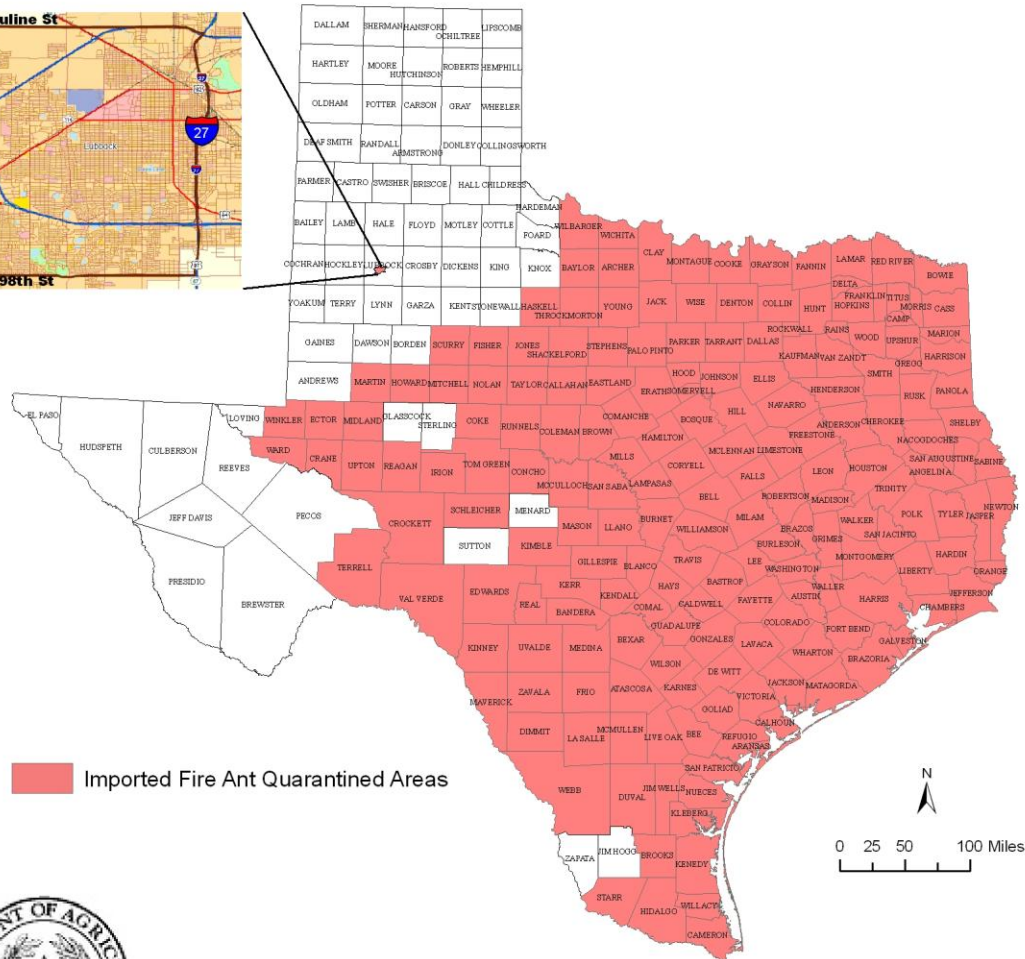 uline St
98th St
Lubbock
27
DALLAM SHERMAN HANSFORD OCHILTREE LIPSCOMB
HARTLEY MOORE HUTCHINSON ROBERTS HEMPHILL
OLDHAM POTTER CARSON GRAY WHEELER
DEAF SMITH RANDALL ARMSTRONG DONLEY COLLINGSWORTH
PARMER CASTRO SWISHER BRISCOE HALL CHILDRESS
HARDEMAN
BAILEY LAMB HALE FLOYD MOTLEY COTTLE FOARD WILBARGER WICHITA
COCHRAN HOCKLEY LUBBOCK CROSBY DICKENS KING KNOX BAYLOR ARCHER CLAY MONTAGUE COOKE GRAYSON FANNIN LAMAR RED RIVER BOWIE
DELTA FRANKLIN TITUS
YOAKUM TERRY LYNN GARZA KENT STONEWALL HASKELL THROCKMORTON YOUNG JACK WISE DENTON COLLIN HUNT HOPKINS MORRIS CASS
CAMP
GAINES DAWSON BORDEN SCURRY FISHER JONES SHACKELFORD STEPHENS PALO PINTO PARKER TARRANT DALLAS ROCKWALL RAINS WOOD UPSHUR MARION
KAUFMAN VAN ZANDT GREGG HARRISON
ANDREWS MARTIN HOWARD MITCHELL NOLAN TAYLOR CALLAHAN EASTLAND ERATH HOOD SOMERVELL JOHNSON ELLIS HENDERSON SMITH RUSK PANOLA
EL PASO HUDSPETH CULBERSON REEVES LOVING WINKLER ECTOR MIDLAND GLASSCOCK STERLING COKE RUNNELS COLEMAN BROWN COMANCHE HAMILTON BOSQUE HILL NAVARRO FREESTONE ANDERSON CHEROKEE NACOGDOCHES SHELBY
WARD CRANE UPTON REAGAN IRION TOM GREEN CONCHO MCCULLOCH SAN SABA MILLS LAMPASAS CORYELL MCLENNAN LIMESTONE FALLS LEON HOUSTON ANGELINA SAN AUGUSTINE SABINE
JEFF DAVIS PECOS CROCKETT SCHLEICHER MENARD MASON LLANO BURNET BELL WILLIAMSON MILAM ROBERTSON MADISON BRAZOS GRIMES WALKER TRINITY SAN JACINTO POLK TYLER JASPER NEWTON
PRESIDIO BREWSTER TERRELL SUTTON KIMBLE GILLESPIE BLANCO TRAVIS LEE BURLESON WASHINGTON MONTGOMERY LIBERTY HARDIN ORANGE
VAL VERDE EDWARDS REAL KERR BANDERA KENDALL COMAL HAYS CALDWELL BASTROP FAYETTE AUSTIN WALLER HARRIS CHAMBERS JEFFERSON
KINNEY UVALDE MEDINA BEXAR GUADALUPE GONZALES LAVACA COLORADO WHARTON FORT BEND BRAZORIA GALVESTON
MAVERICK ZAVALA FRIO ATASCOSA WILSON KARNES DE WITT VICTORIA JACKSON MATAGORDA
DIMMIT LA SALLE MCMULLEN LIVE OAK BEE GOLIAD REFUGIO CALHOUN ARANSAS
WEBB DUVAL JIM WELLS SAN PATRICIO NUECES KLEBERG
ZAPATA JIM HOGG BROOKS KENEDY
STARR HIDALGO WILLACY CAMERON
Imported Fire Ant Quarantined Areas
N
0 25 50 100 Miles
NT OF AGRIC